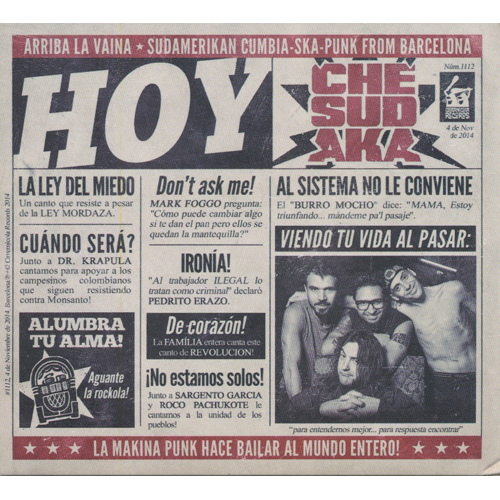 ARRIBA LA VAINA ★ SUDAMERIKAN CUMBIA-SKA-PUNK FROM BARCELONA
HOY
CHE
SUD
AKA
Núm.1112
4 de Nov
de 2014
LA LEY DEL MIEDO
Un canto que resiste a pesar
de la LEY MORDAZA.
CUÁNDO SERÁ?
Junto a DR. KRAPULA
cantamos para apoyar a los
campesinos colombianos
que siguen resistiendo
contra Monsanto!
ALUMBRA
TU ALMA!
Aguante
la rockola!
Don't ask me!
MARK FOGGO pregunta:
"Cómo puede cambiar algo
si te dan el pan pero ellos se
quedan la mantequilla?"
IRONÍA!
"Al trabajador ILEGAL lo
tratan como criminal" declaró
PEDRITO ERAZO.
De corazón!
La FAMÍLIA entera canta este
canto de REVOLUCION!
¡No estamos solos!
Junto a SARGENTO GARCIA
y ROCO PACHUKOTE le
cantamos a la unidad de los
pueblos!
AL SISTEMA NO LE CONVIENE
El "BURRO MOCHO" dice: "MAMA, Estoy
triunfando... mándeme pa'l pasaje".
VIENDO TU VIDA AL PASAR:
"para entendernos mejor... para respuesta encontrar"
★ ★ ★ LA MAKINA PUNK HACE BAILAR AL MUNDO ENTERO! ★ ★ ★
#1112, 4 de Noviembre de 2014. Barcelona ℗ © Cavernicola Records 2014